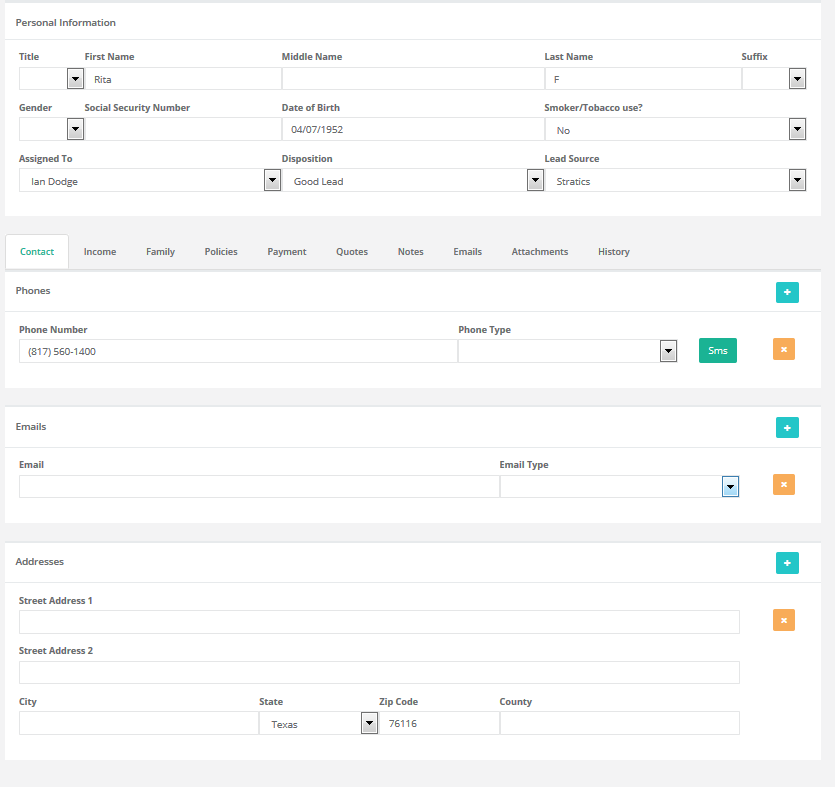 Personal Information
Title First Name Middle Name Last Name Suffix
Rita F
Gender Social Security Number Date of Birth Smoker/Tobacco use?
04/07/1952 No
Assigned To Disposition Lead Source
Ian Dodge Good Lead Stratics
Contact Income Family Policies Payment Quotes Notes Emails Attachments History
Phones
Phone Number Phone Type
(817) 560-1400 Sms
Emails
Email Email Type
Addresses
Street Address 1
Street Address 2
City State Zip Code County
Texas 76116